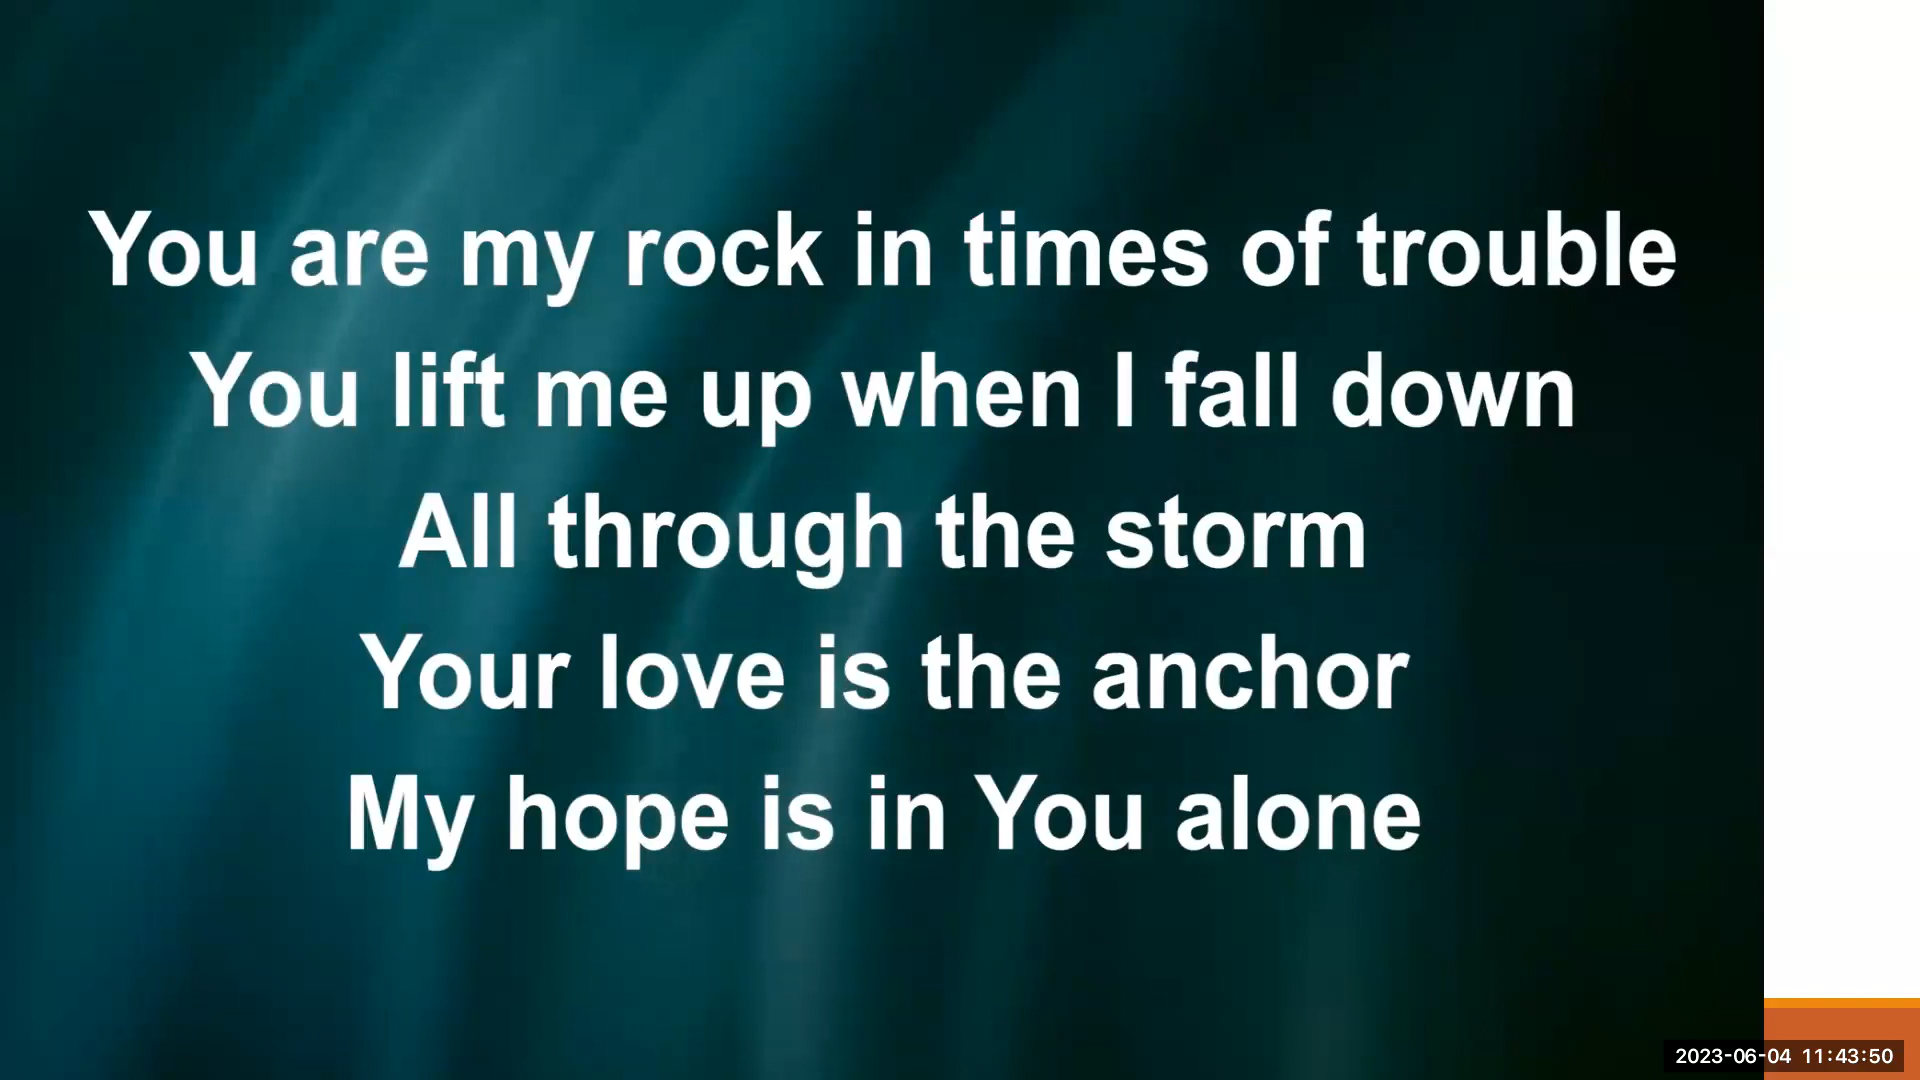 You are my rock in times of trouble
You lift me up when I fall down
All through the storm
Your love is the anchor
My hope is in You alone
2023-06-04 11:43:50